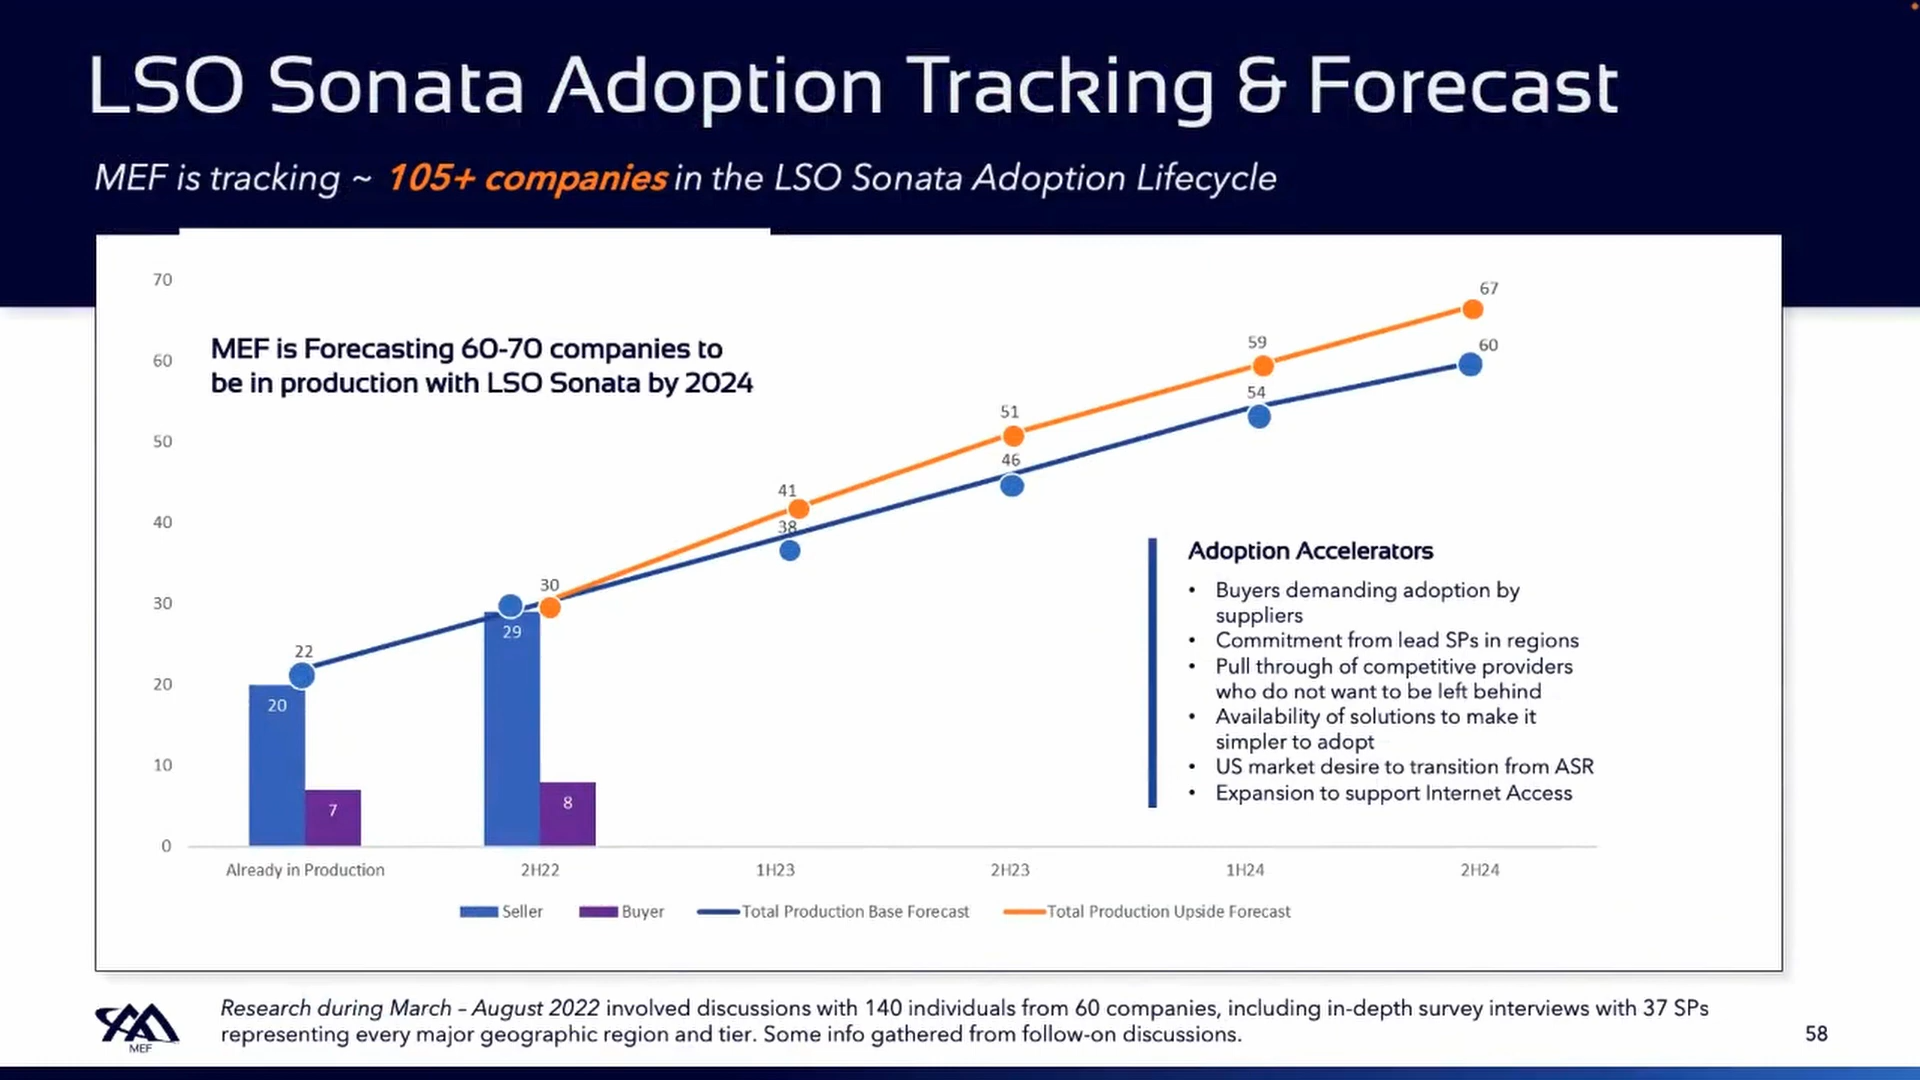 LSO Sonata Adoption Tracking & Forecast
MEF is tracking ~ 105+ companies in the LSO Sonata Adoption Lifecycle
MEF is Forecasting 60-70 companies to
be in production with LSO Sonata by 2024
70
60
50
40
30
20
10
0
22
30
38
41
46
51
54
59
60
67
20
7
29
8
Already in Production
2H22
1H23
2H23
1H24
2H24
Seller
Buyer
Total Production Base Forecast
Total Production Upside Forecast
Adoption Accelerators
• Buyers demanding adoption by
suppliers
• Commitment from lead SPs in regions
• Pull through of competitive providers
who do not want to be left behind
• Availability of solutions to make it
simpler to adopt
• US market desire to transition from ASR
• Expansion to support Internet Access
MEF
Research during March – August 2022 involved discussions with 140 individuals from 60 companies, including in-depth survey interviews with 37 SPs
representing every major geographic region and tier. Some info gathered from follow-on discussions.
58